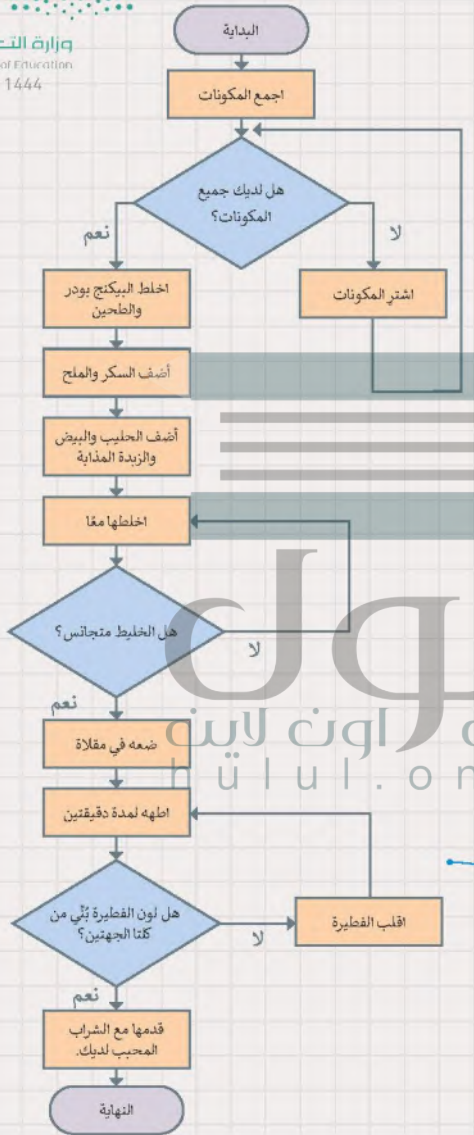 وزارة التعـ
of Education
1444
البداية
اجمع المكونات
هل لديك جميع
المكونات؟
نعم
لا
اخلط البيكنج بودر
والطحين
اشترِ المكونات
أضف السكر والملح
أضف الحليب والبيض
والزبدة المذابة
اخلطها معًا
هل الخليط متجانس؟
لا
نعم
ضعه في مقلاة
اطهه لمدة دقيقتين
هل لون الفطيرة بُنّي من
كلتا الجهتين؟
لا
اقلب الفطيرة
نعم
قدمها مع الشراب
المحبب لديك.
النهاية
ـول
اون لاين
hulul.on